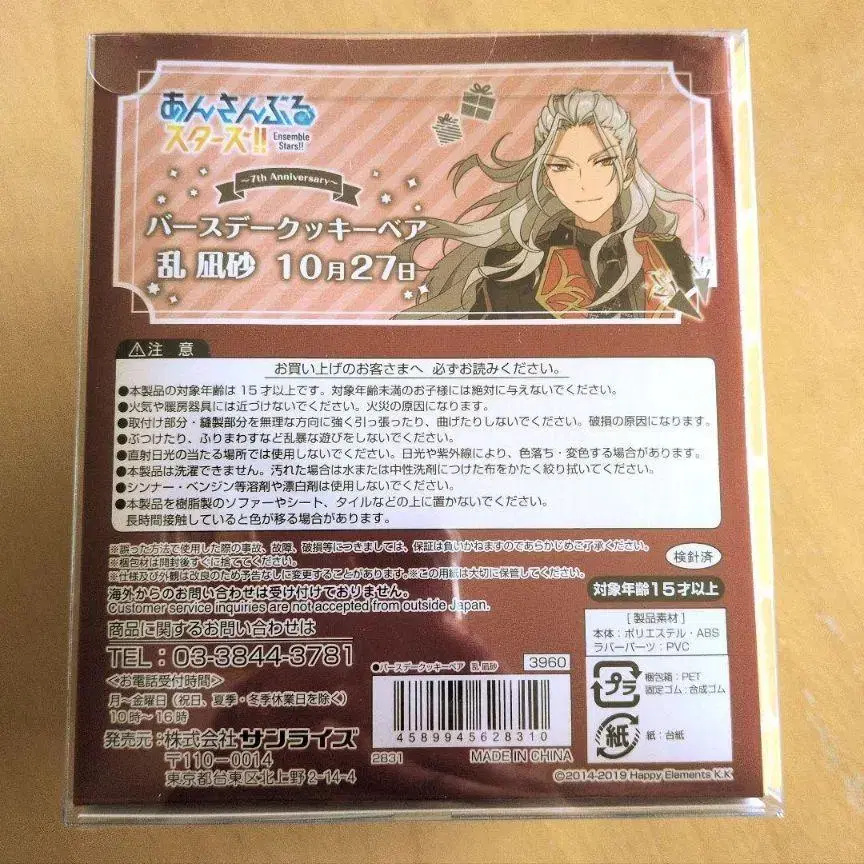 あんさんぶる
スターズ!!
Ensemble
Stars!!
~7th Anniversary~
バースデークッキーベア
乱 凪砂 10月27日
⚠注 意
お買い上げのお客さまへ 必ずお読みください。
●本製品の対象年齢は15才以上です。対象年齢未満のお子様には絶対に与えないでください。
●火気や暖房器具には近づけないでください。火災の原因になります。
●取付け部分・縫製部分を無理な方向に強く引っ張ったり、曲げたりしないでください。破損の原因になります。
●ぶつけたり、ふりまわすなど乱暴な遊びをしないでください。
●直射日光の当たる場所では使用しないでください。日光や紫外線により、色落ち・変色する場合があります。
●本製品は洗濯できません。汚れた場合は水または中性洗剤につけた布をかたく絞り拭いてください。
●シンナー・ベンジン等溶剤や漂白剤は使用しないでください。
●本製品を樹脂製のソファーやシート、タイルなどの上に置かないでください。
長時間接触していると色が移る場合があります。
※誤った方法で使用した際の事故、故障、破損等につきましては、保証は負いかねますのであらかじめご了承ください。
※梱包材は開封後すぐに捨ててください。
※仕様及び外観は改良のため予告なしに変更することがあります。※この用紙は大切に保管してください。
検針済
海外からのお問い合わせは受け付けておりません。
Customer service inquiries are not accepted from outside Japan.
対象年齢15才以上
商品に関するお問い合わせは
TEL:03-3844-3781
<お電話受付時間>
月~金曜日(祝日、夏季・冬季休業日を除く)
10時~16時
発売元:株式会社サンライズ
〒110-0014
東京都台東区北上野2-14-4
●バースデークッキーベア 乱 凪砂
3960
4589945628310
2831
MADE IN CHINA
[製品素材]
本体:ポリエステル・ABS
ラバーパーツ:PVC
プラ
梱包箱:PET
固定ゴム:合成ゴム
紙
紙:台紙
©2014-2019 Happy Elements K.K